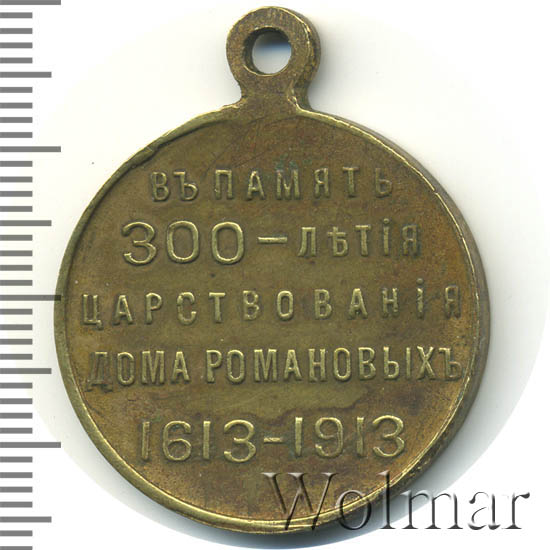 ВЪ ПАМЯТЬ
300-ЛѢТІЯ
ЦАРСТВОВАНІЯ
ДОМА РОМАНОВЫХЪ
1613-1913
Wolmar